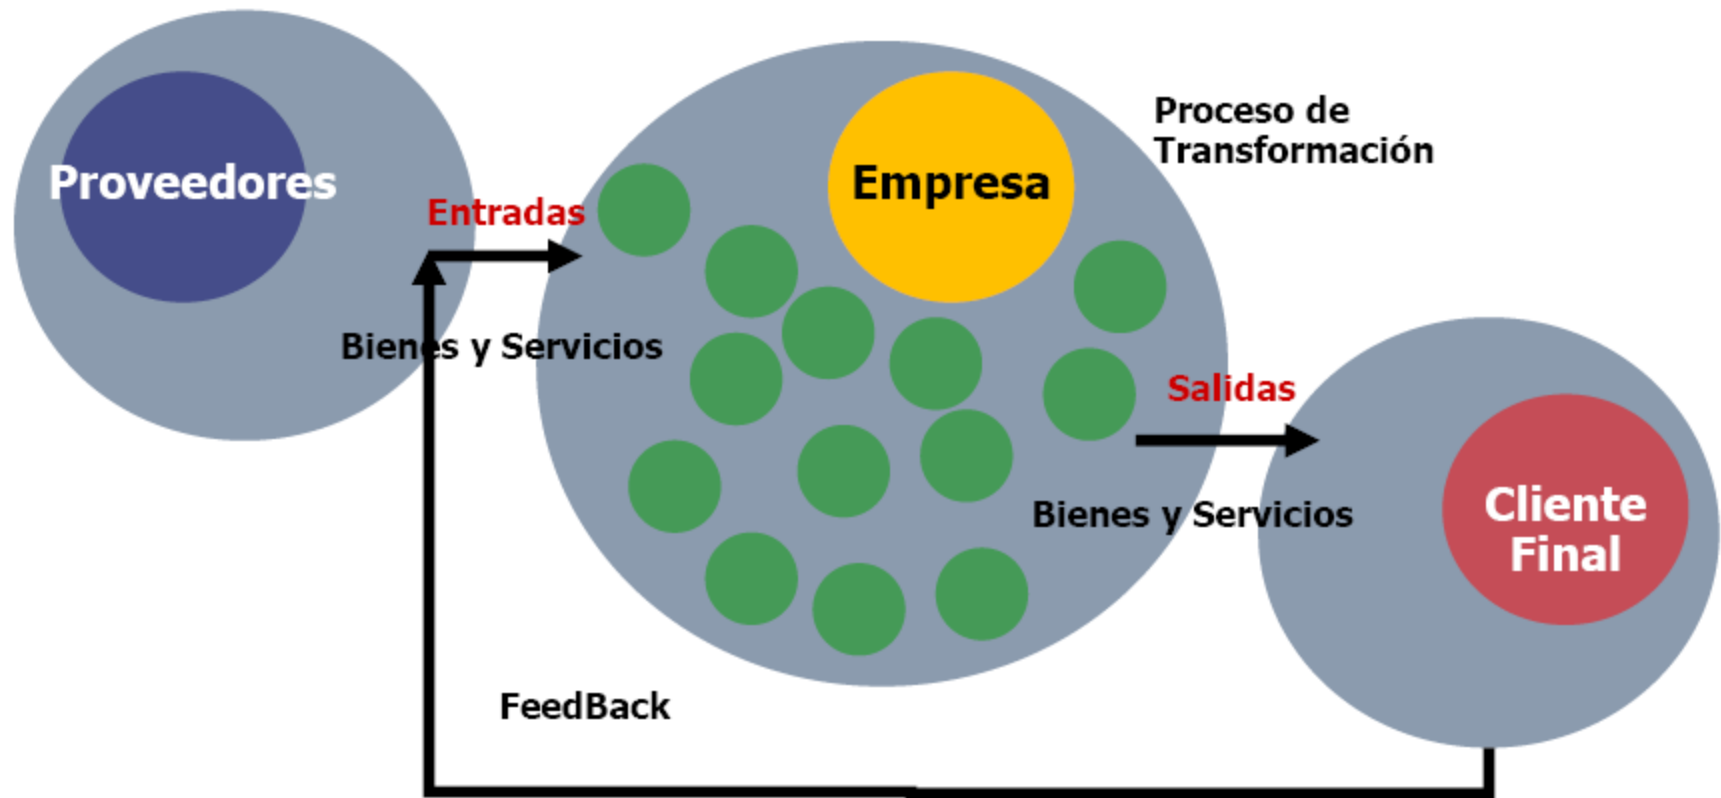 Proveedores
Entradas
Bienes y Servicios
Empresa
Proceso de
Transformación
Salidas
Bienes y Servicios
Cliente
Final
FeedBack